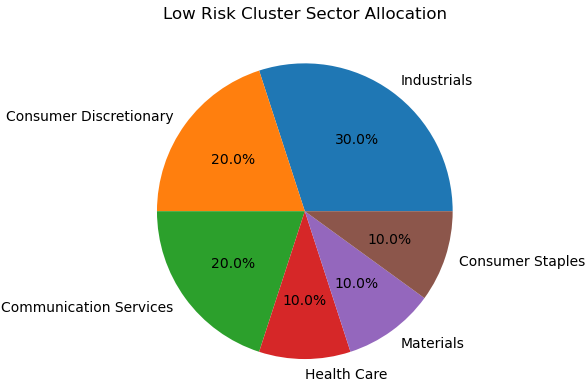 Low Risk Cluster Sector Allocation
Industrials
30.0%
Consumer Discretionary
20.0%
Communication Services
20.0%
Health Care
10.0%
Materials
10.0%
Consumer Staples
10.0%